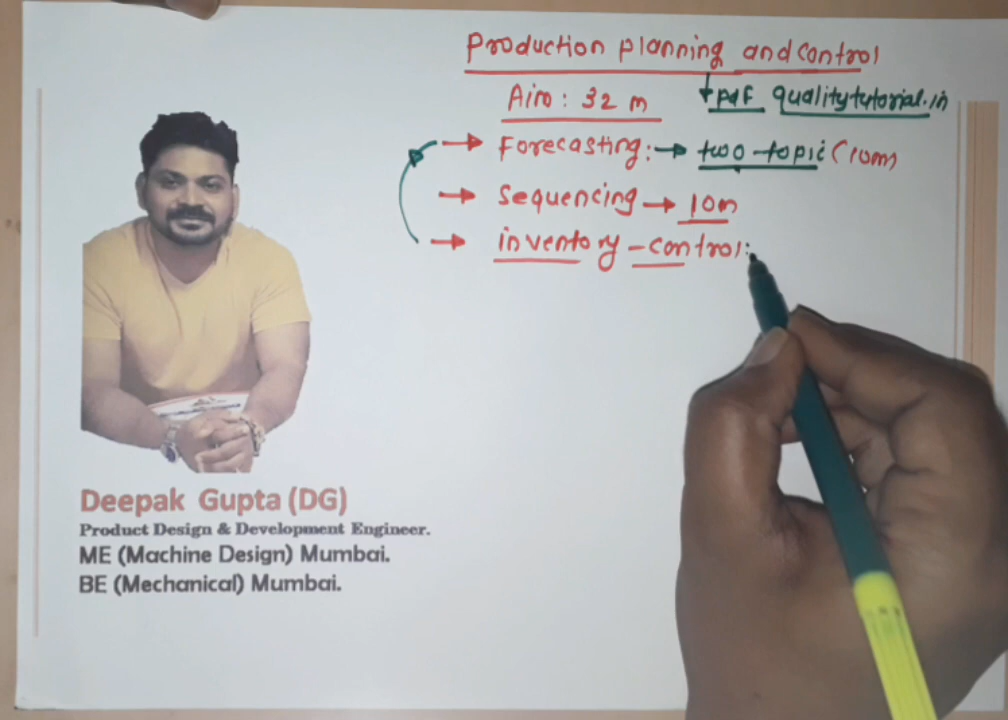 Production planning and control
Aim: 32 m
pdf qualitytutorial.in
Forecasting: two-topic (10m)
Sequencing 10m
inventory - control:
Deepak Gupta (DG)
Product Design & Development Engineer.
ME (Machine Design) Mumbai.
BE (Mechanical) Mumbai.